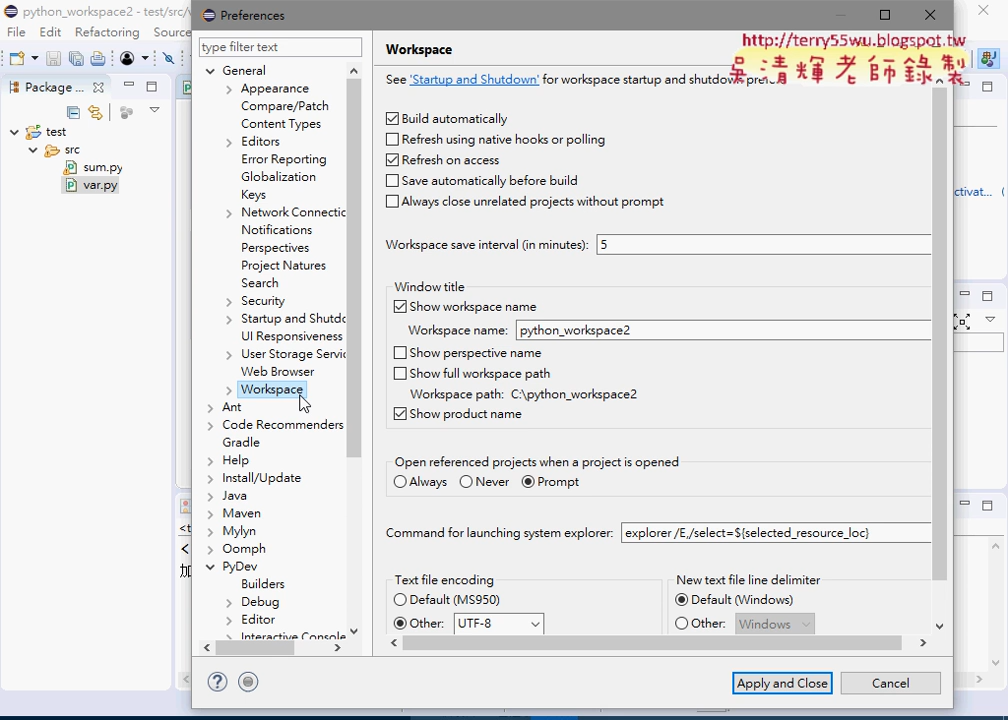 python_workspace2 - test/src/v
Preferences
File Edit Refactoring Source
http://terry55wu.blogspot.tw
吳清輝老師錄製
type filter text
Package ...
test
src
sum.py
var.py
General
Appearance
Compare/Patch
Content Types
Editors
Error Reporting
Globalization
Keys
Network Connectic
Notifications
Perspectives
Project Natures
Search
Security
Startup and Shutdc
UI Responsiveness
User Storage Servic
Web Browser
Workspace
Ant
Code Recommenders
Gradle
Help
Install/Update
Java
Maven
Mylyn
Oomph
PyDev
Builders
Debug
Editor
Interactive Console
Workspace
See 'Startup and Shutdown' for workspace startup and shutdown prefe
Build automatically
Refresh using native hooks or polling
Refresh on access
Save automatically before build
Always close unrelated projects without prompt
Workspace save interval (in minutes): 5
Window title
Show workspace name
Workspace name: python_workspace2
Show perspective name
Show full workspace path
Workspace path: C:\python_workspace2
Show product name
Open referenced projects when a project is opened
Always Never Prompt
Command for launching system explorer: explorer /E,/select=${selected_resource_loc}
Text file encoding
Default (MS950)
Other: UTF-8
New text file line delimiter
Default (Windows)
Other: Windows
Apply and Close
Cancel
ctivat...
<t
<
加